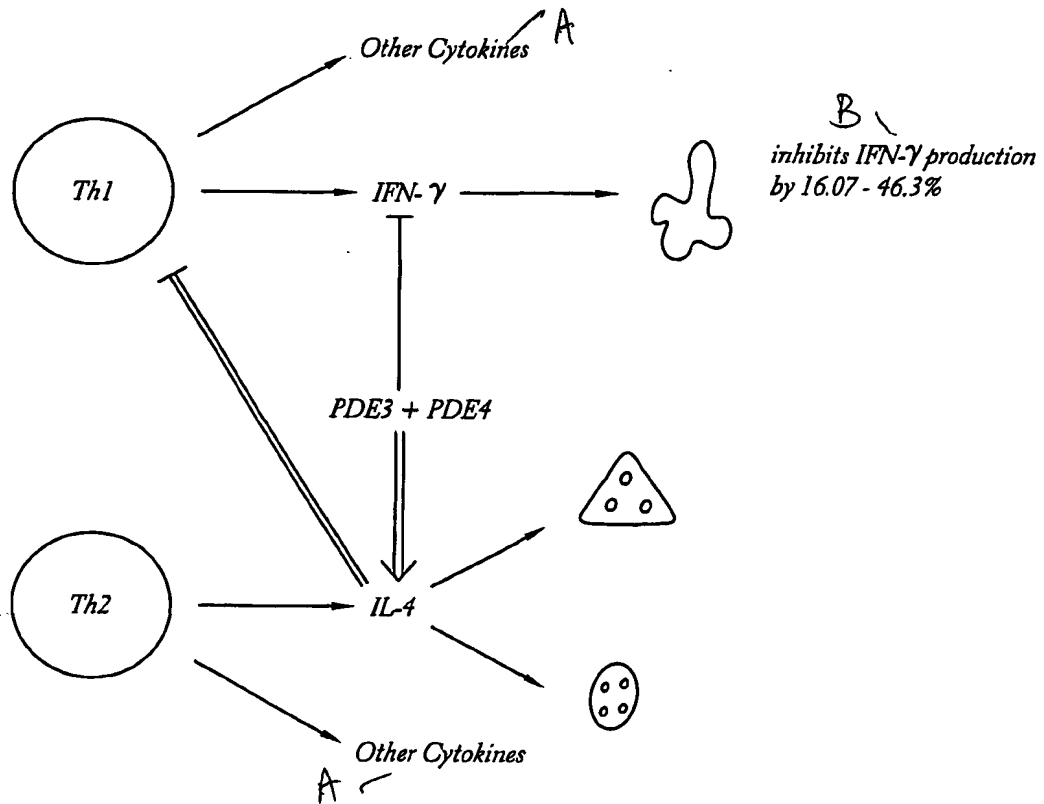 Other Cytokines A
B
inhibits IFN-γ production
by 16.07 - 46.3%
Th1
IFN-γ
PDE3 + PDE4
Th2
IL-4
Other Cytokines
A